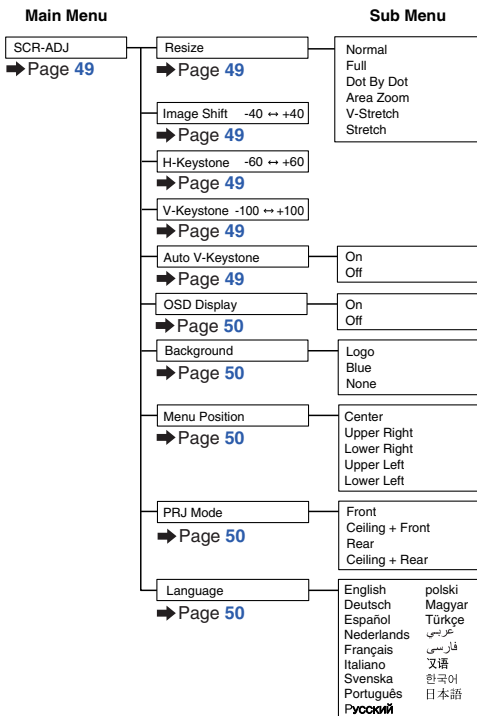 Main Menu
Sub Menu
SCR-ADJ
➡Page 49
Resize
➡Page 49
Normal
Full
Dot By Dot
Area Zoom
V-Stretch
Stretch
Image Shift -40 ↔ +40
➡Page 49
H-Keystone -60 ↔ +60
➡Page 49
V-Keystone -100 ↔ +100
➡Page 49
Auto V-Keystone
➡Page 49
On
Off
OSD Display
➡Page 50
On
Off
Background
➡Page 50
Logo
Blue
None
Menu Position
➡Page 50
Center
Upper Right
Lower Right
Upper Left
Lower Left
PRJ Mode
➡Page 50
Front
Ceiling + Front
Rear
Ceiling + Rear
Language
➡Page 50
English polski
Deutsch Magyar
Español Türkçe
Nederlands عربي
Français فارسی
Italiano 汉语
Svenska 한국어
Português 日本語
Русский